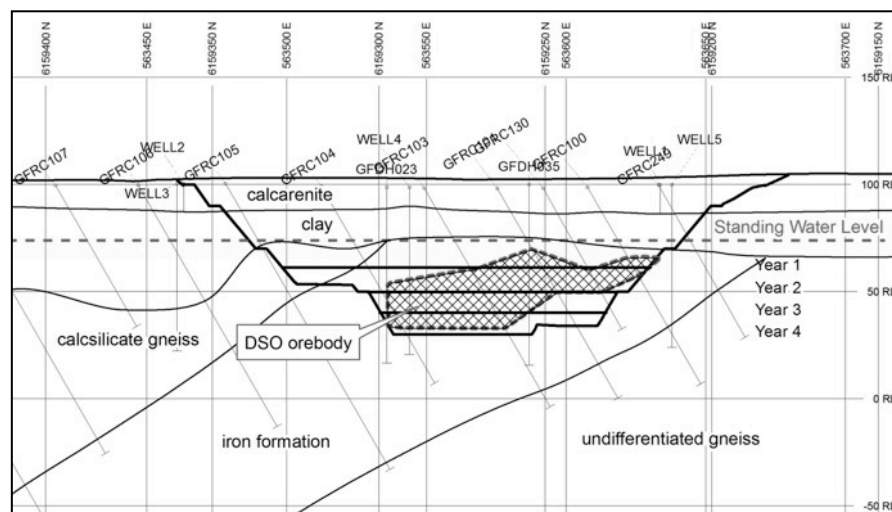 6159400 N
563450 E
6159350 N
563500 E
6159300 N
563550 E
6159250 N
563600 E
563650 E
6159200 N
563700 E
6159150 N
150 RL
WELL2
WELL4
WELL5
GFRC107
GFRC105
GFRC104
GFRC103
GFRC130
GFRC100
GFRC249
GFDH023
GFDH035
WELL3
100 RL
calcarenite
clay
Standing Water Level
Year 1
Year 2
50 RL
Year 3
Year 4
calcsilicate gneiss
DSO orebody
0 RL
iron formation
undifferentiated gneiss
-50 RL